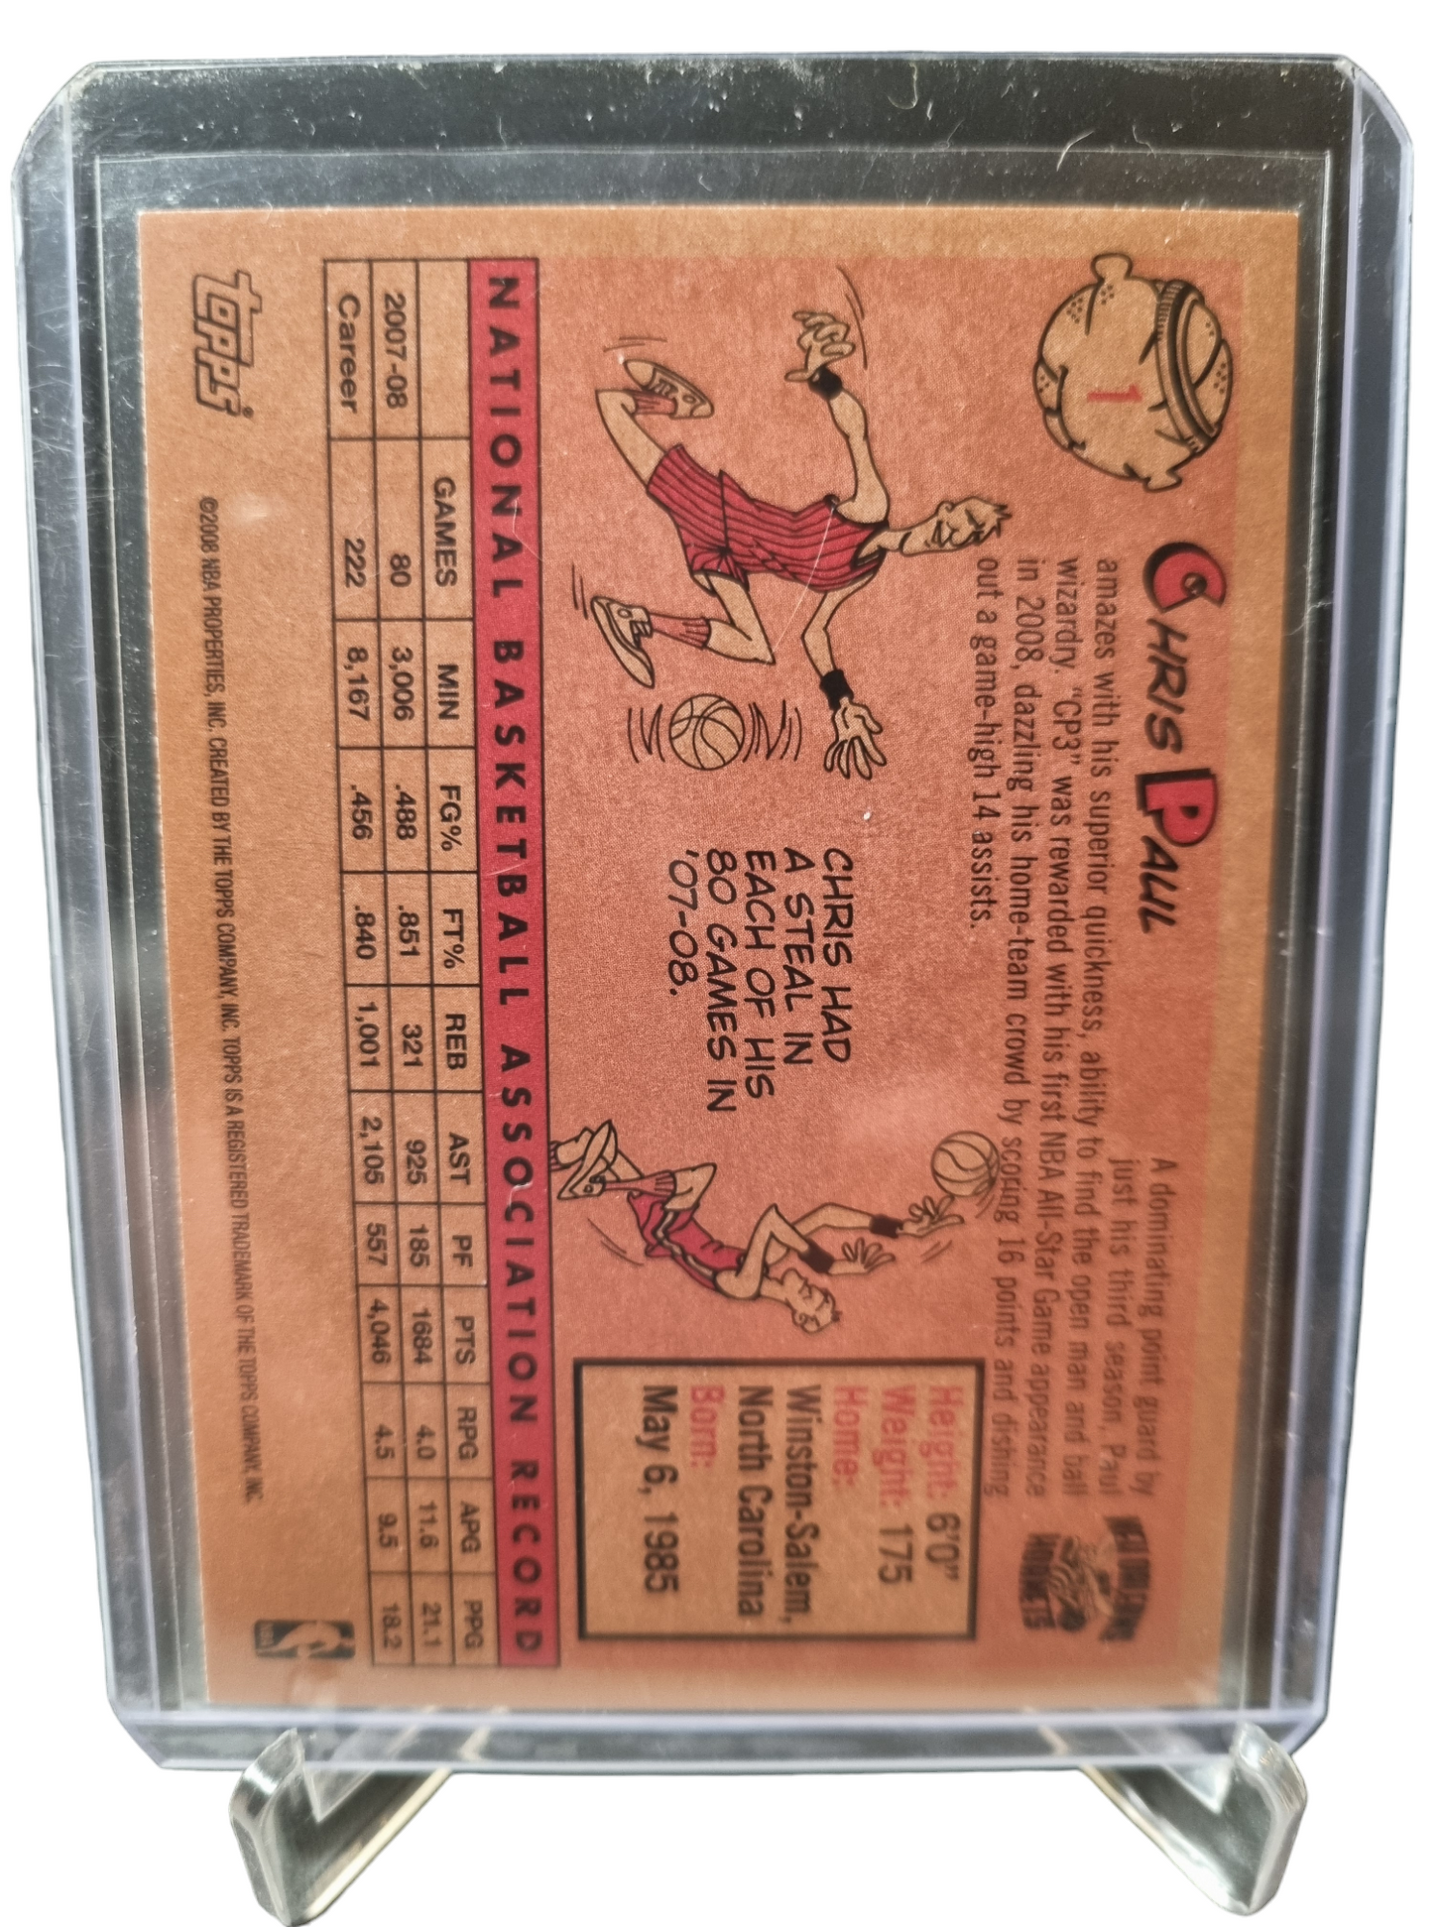 1
CHRIS PAUL
A dominating point guard by
just his third season, Paul
amazes with his superior quickness, ability to find the open man and ball
wizardry. "CP3" was rewarded with his first NBA All-Star Game appearance
in 2008, dazzling his home-team crowd by scoring 16 points and dishing
out a game-high 14 assists.
NEW ORLEANS
HORNETS
CHRIS HAD
A STEAL IN
EACH OF HIS
80 GAMES IN
'07-08.
Height: 6'0"
Weight: 175
Home:
Winston-Salem,
North Carolina
Born:
May 6, 1985
NATIONAL BASKETBALL ASSOCIATION RECORD
GAMES MIN FG% FT% REB AST PF PTS RPG APG PPG
2007-08 80 3,006 .488 .851 321 925 185 1684 4.0 11.6 21.1
Career 222 8,167 .456 .840 1,001 2,105 557 4,046 4.5 9.5 18.2
topps®
©2008 NBA PROPERTIES, INC. CREATED BY THE TOPPS COMPANY, INC. TOPPS IS A REGISTERED TRADEMARK OF THE TOPPS COMPANY, INC.
NBA